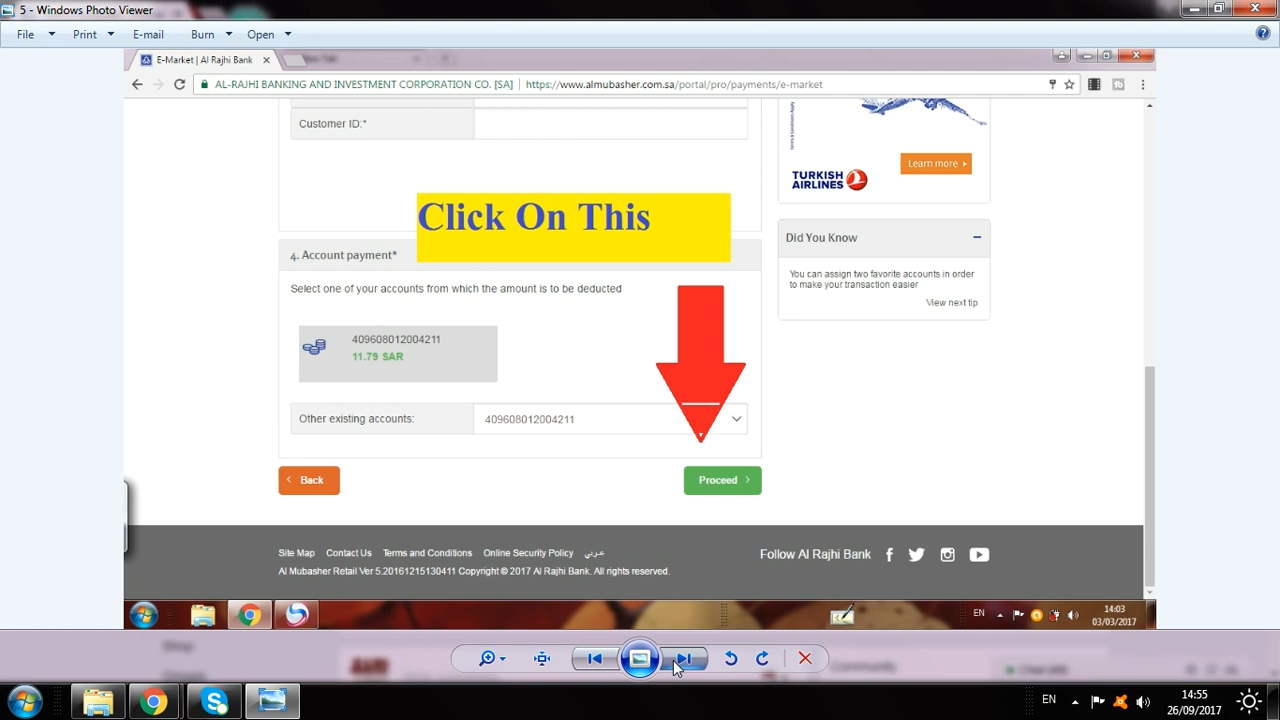 5 - Windows Photo Viewer
File Print E-mail Burn Open
E-Market | Al Rajhi Bank
AL-RAJHI BANKING AND INVESTMENT CORPORATION CO. [SA] https://www.almubasher.com.sa/portal/pro/payments/e-market
Customer ID:*
Learn more
TURKISH AIRLINES
Click On This
4. Account payment*
Select one of your accounts from which the amount is to be deducted
409608012004211
11.79 SAR
Other existing accounts: 409608012004211
Back
Proceed
Did You Know
You can assign two favorite accounts in order
to make your transaction easier
View next tip
Site Map Contact Us Terms and Conditions Online Security Policy عربي
Al Mubasher Retail Ver 5.20161215130411 Copyright © 2017 Al Rajhi Bank. All rights reserved.
Follow Al Rajhi Bank
EN
14:03
03/03/2017
EN
14:55
26/09/2017